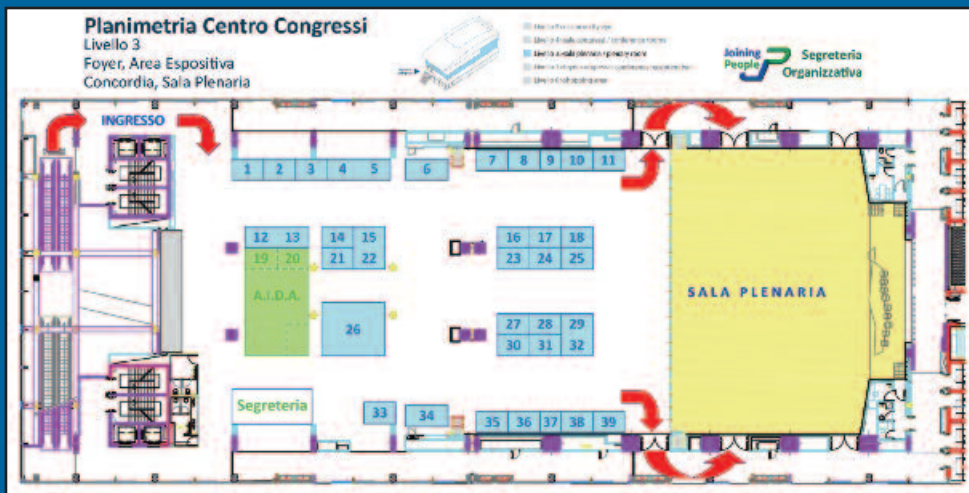 Planimetria Centro Congressi
Livello 3
Foyer, Area Espositiva
Concordia, Sala Plenaria
Joining
People
Segreteria
Organizzativa
INGRESSO
1 2 3 4 5 6 7 8 9 10 11
12 13 14 15 16 17 18
19 20 21 22 23 24 25
A.I.D.A.
SALA PLENARIA
26
27 28 29
30 31 32
Segreteria
33 34 35 36 37 38 39